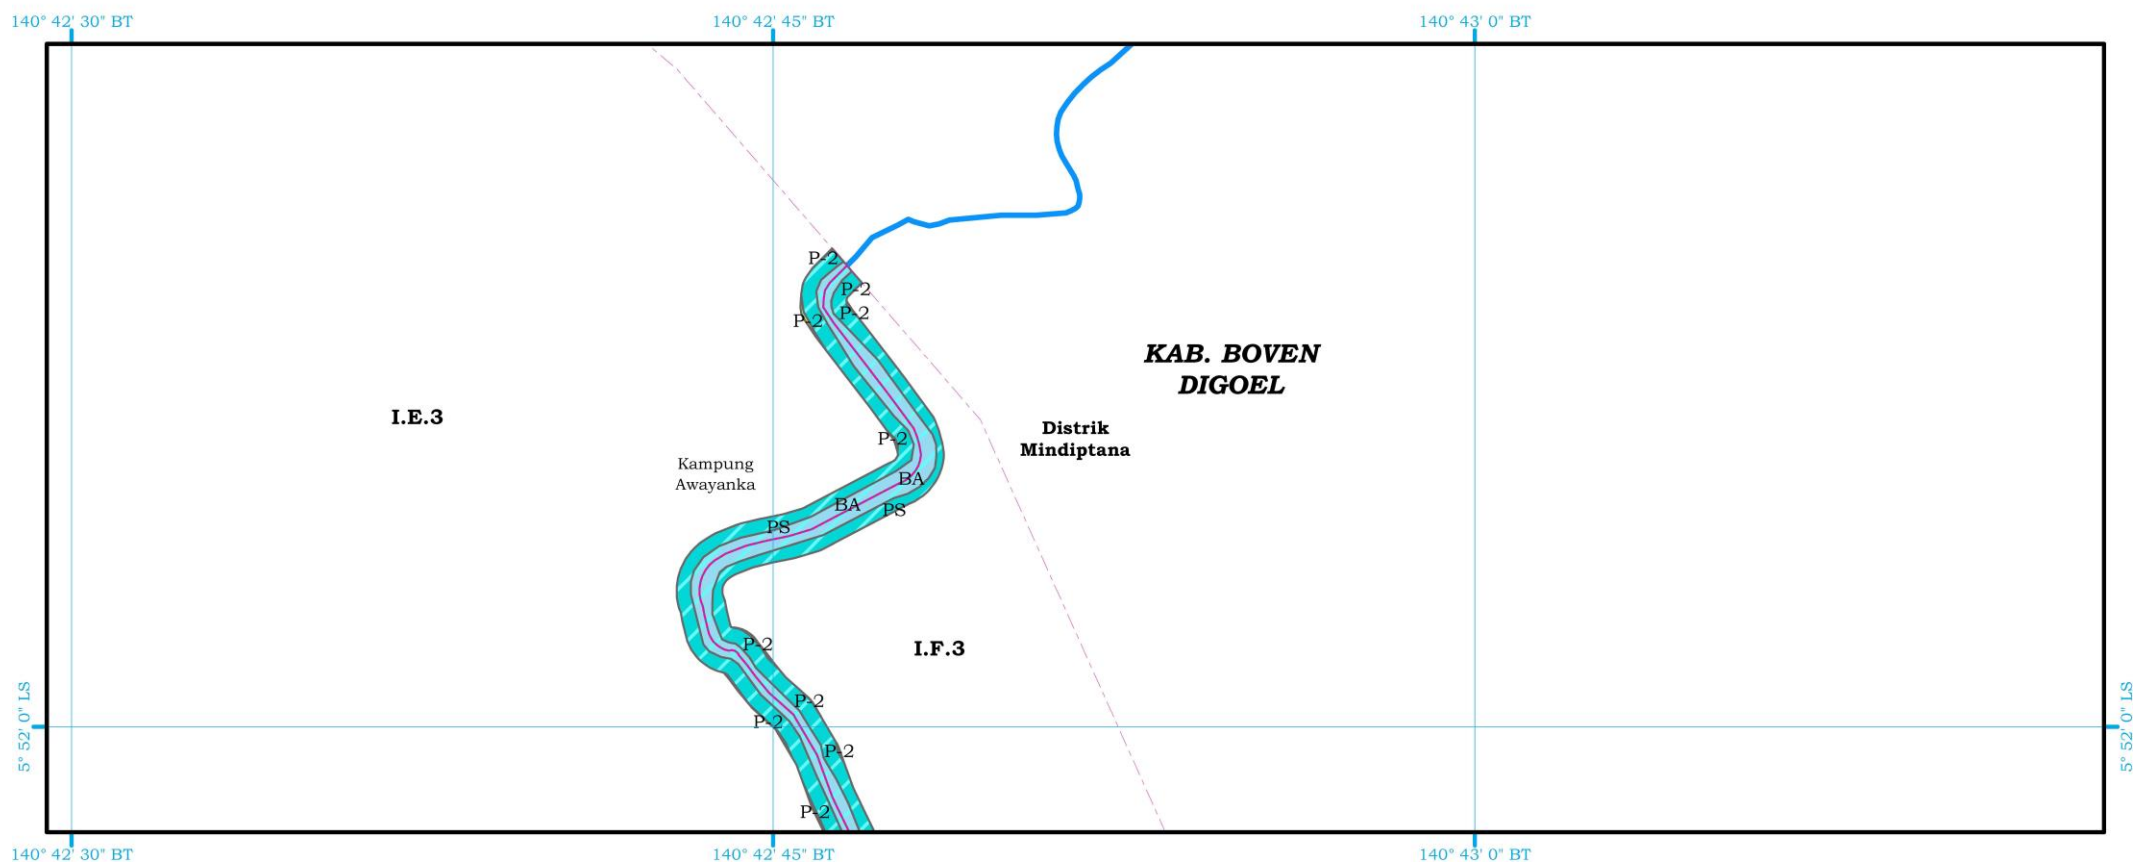 140° 42' 30" BT
140° 42' 45" BT
140° 43' 0" BT
P-2
P-2
P-2
P-2
KAB. BOVEN
DIGOEL
I.E.3
Distrik
Mindiptana
P-2
Kampung
Awayanka
BA
BA
PS
PS
P-2
I.F.3
P-2
P-2
P-2
P-2
5° 52' 0" LS
5° 52' 0" LS
140° 42' 30" BT
140° 42' 45" BT
140° 43' 0" BT